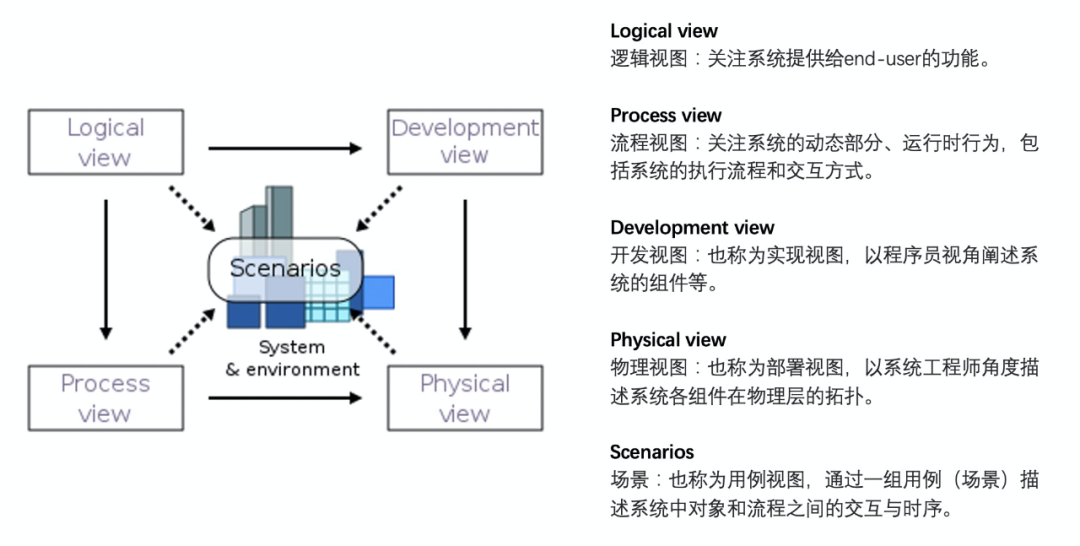 Logical
view
Development
view
Scenarios
System
& environment
Process
view
Physical
view
Logical view
逻辑视图：关注系统提供给end-user的功能。
Process view
流程视图：关注系统的动态部分、运行时行为，包
括系统的执行流程和交互方式。
Development view
开发视图：也称为实现视图，以程序员视角阐述系
统的组件等。
Physical view
物理视图：也称为部署视图，以系统工程师角度描
述系统各组件在物理层的拓扑。
Scenarios
场景：也称为用例视图，通过一组用例（场景）描
述系统中对象和流程之间的交互与时序。